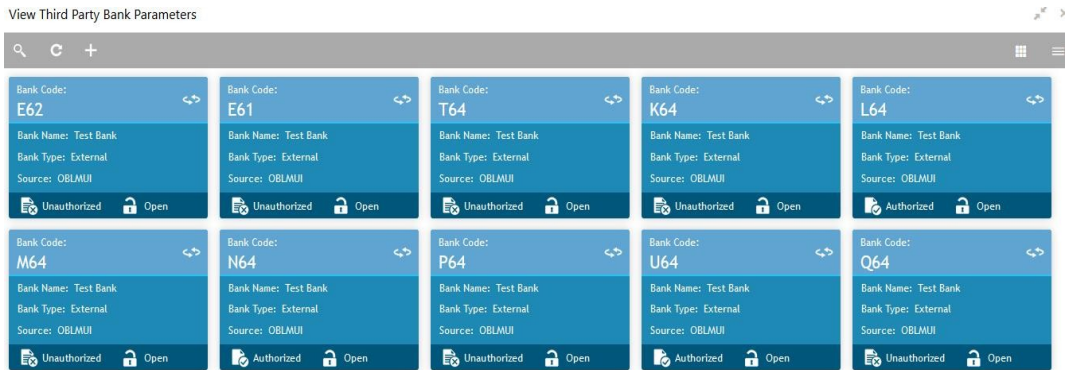 View Third Party Bank Parameters
Bank Code: Bank Code: Bank Code: Bank Code: Bank Code:
E62 E61 T64 K64 L64
Bank Name: Test Bank Bank Name: Test Bank Bank Name: Test Bank Bank Name: Test Bank Bank Name: Test Bank
Bank Type: External Bank Type: External Bank Type: External Bank Type: External Bank Type: External
Source: OBLMUI Source: OBLMUI Source: OBLMUI Source: OBLMUI Source: OBLMUI
Unauthorized Open Unauthorized Open Unauthorized Open Unauthorized Open Authorized Open
Bank Code: Bank Code: Bank Code: Bank Code: Bank Code:
M64 N64 P64 U64 Q64
Bank Name: Test Bank Bank Name: Test Bank Bank Name: Test Bank Bank Name: Test Bank Bank Name: Test Bank
Bank Type: External Bank Type: External Bank Type: External Bank Type: External Bank Type: External
Source: OBLMUI Source: OBLMUI Source: OBLMUI Source: OBLMUI Source: OBLMUI
Unauthorized Open Authorized Open Unauthorized Open Authorized Open Unauthorized Open